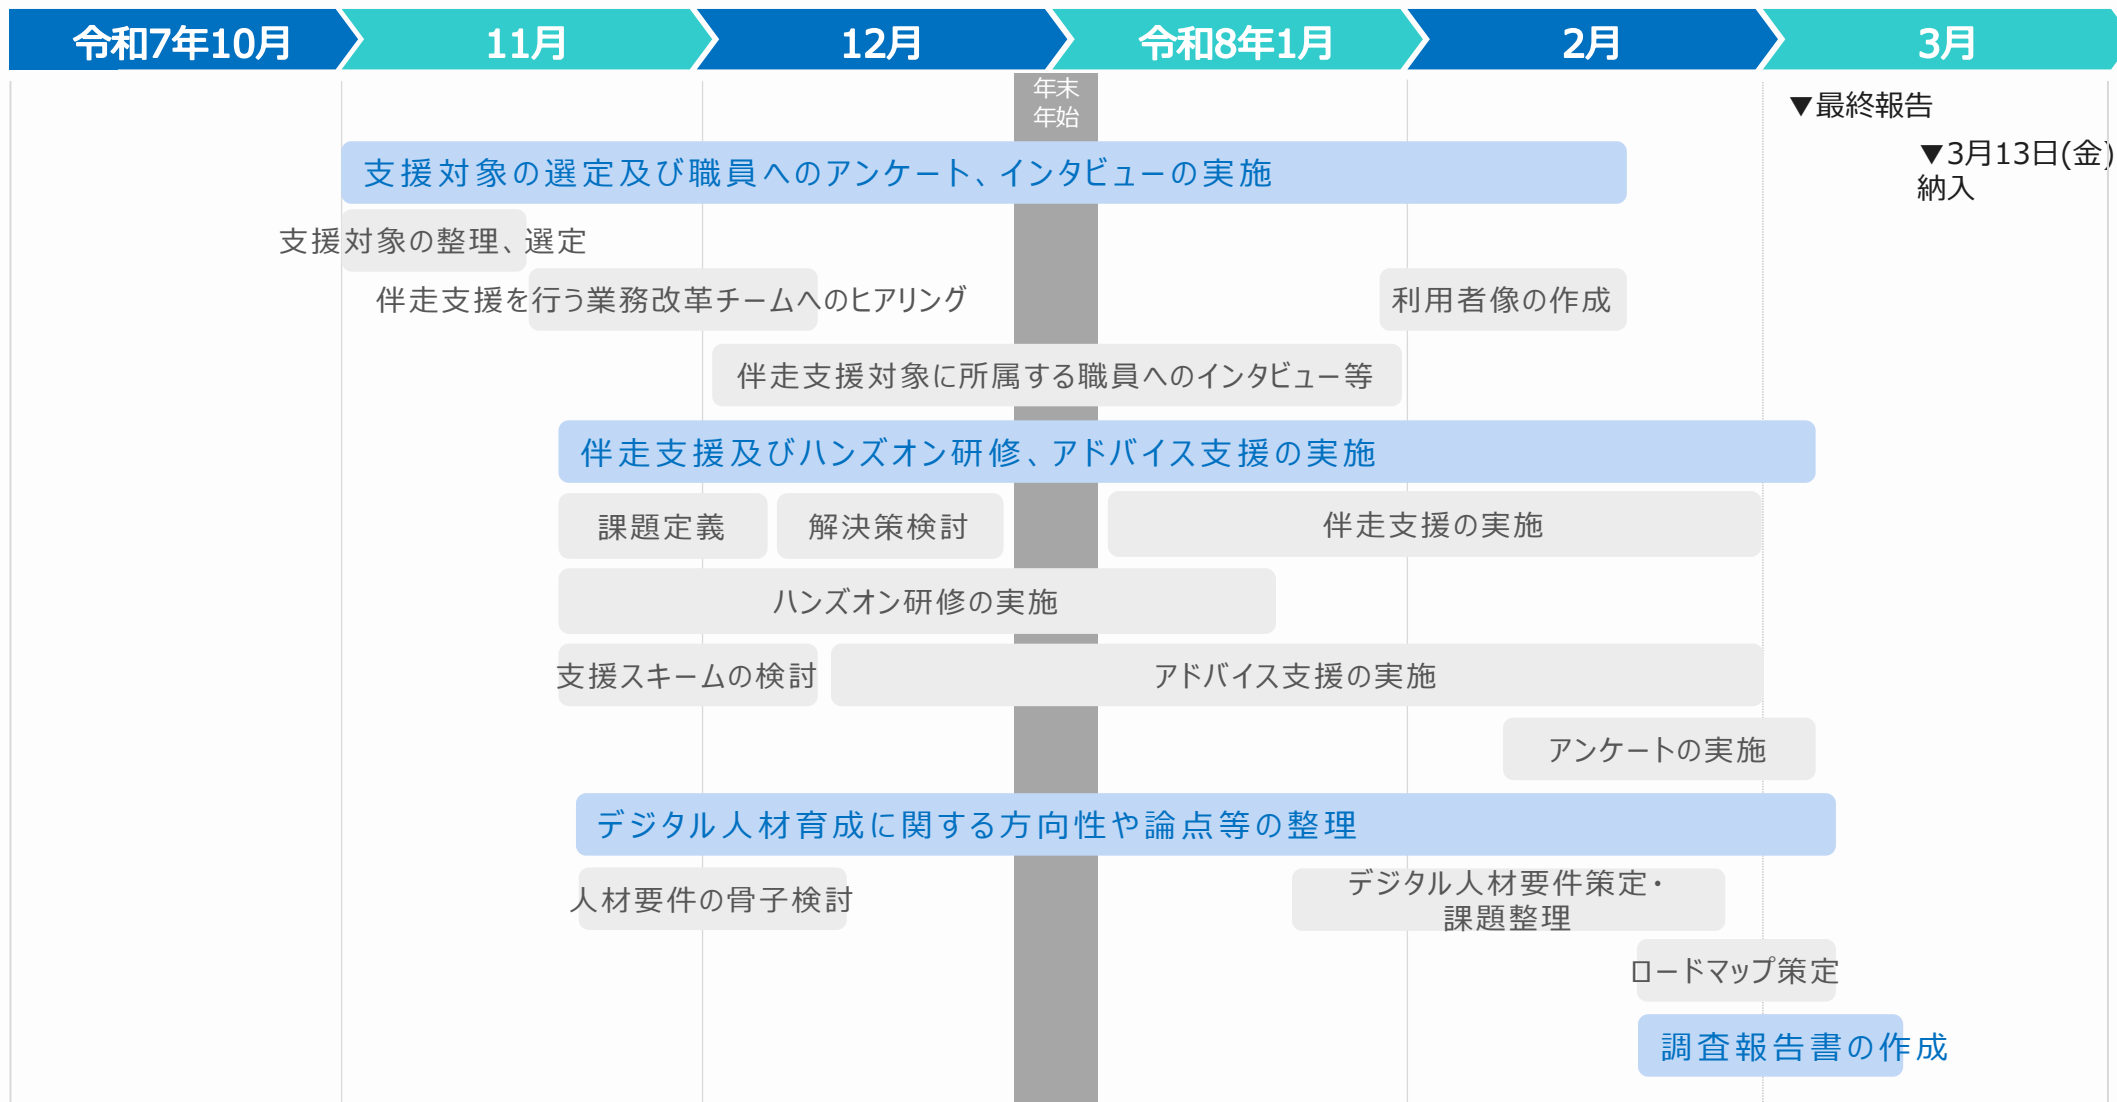 令和7年10月
11月
12月
令和8年1月
2月
3月
年末
年始
▼最終報告
▼3月13日(金)
納入
支援対象の選定及び職員へのアンケート、インタビューの実施
支援対象の整理、選定
伴走支援を行う業務改革チームへのヒアリング
利用者像の作成
伴走支援対象に所属する職員へのインタビュー等
伴走支援及びハンズオン研修、アドバイス支援の実施
課題定義
解決策検討
伴走支援の実施
ハンズオン研修の実施
支援スキームの検討
アドバイス支援の実施
アンケートの実施
デジタル人材育成に関する方向性や論点等の整理
人材要件の骨子検討
デジタル人材要件策定・
課題整理
ロードマップ策定
調査報告書の作成